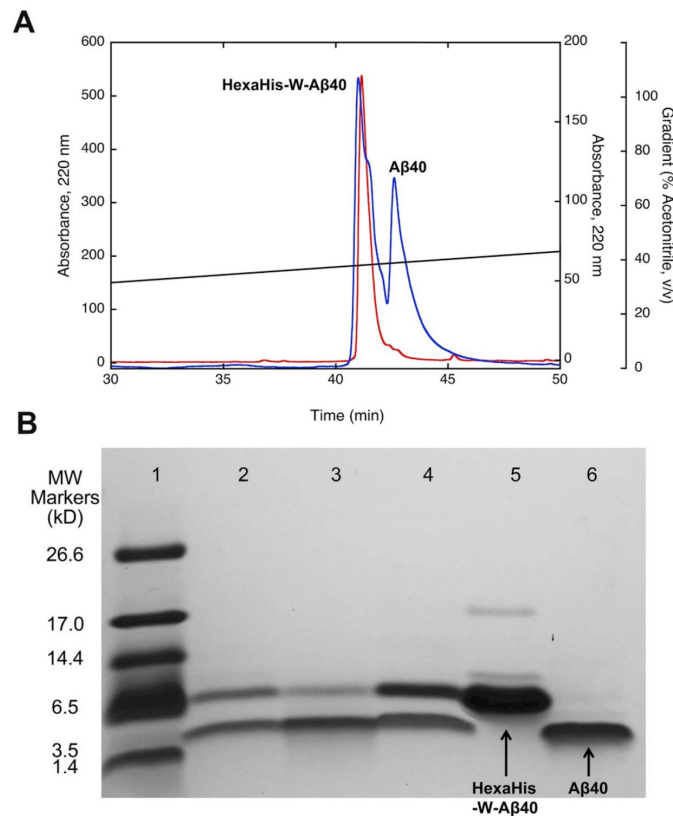 A
600
500
400
300
200
100
0
Absorbance, 220 nm
HexaHis-W-Aβ40
Aβ40
200
150
100
50
0
Absorbance, 220 nm
100
80
60
40
20
0
Gradient (% Acetonitrile, v/v)
30 35 40 45 50
Time (min)
B
MW
Markers
(kD)
1 2 3 4 5 6
26.6
17.0
14.4
6.5
3.5
1.4
HexaHis
-W-Aβ40
Aβ40